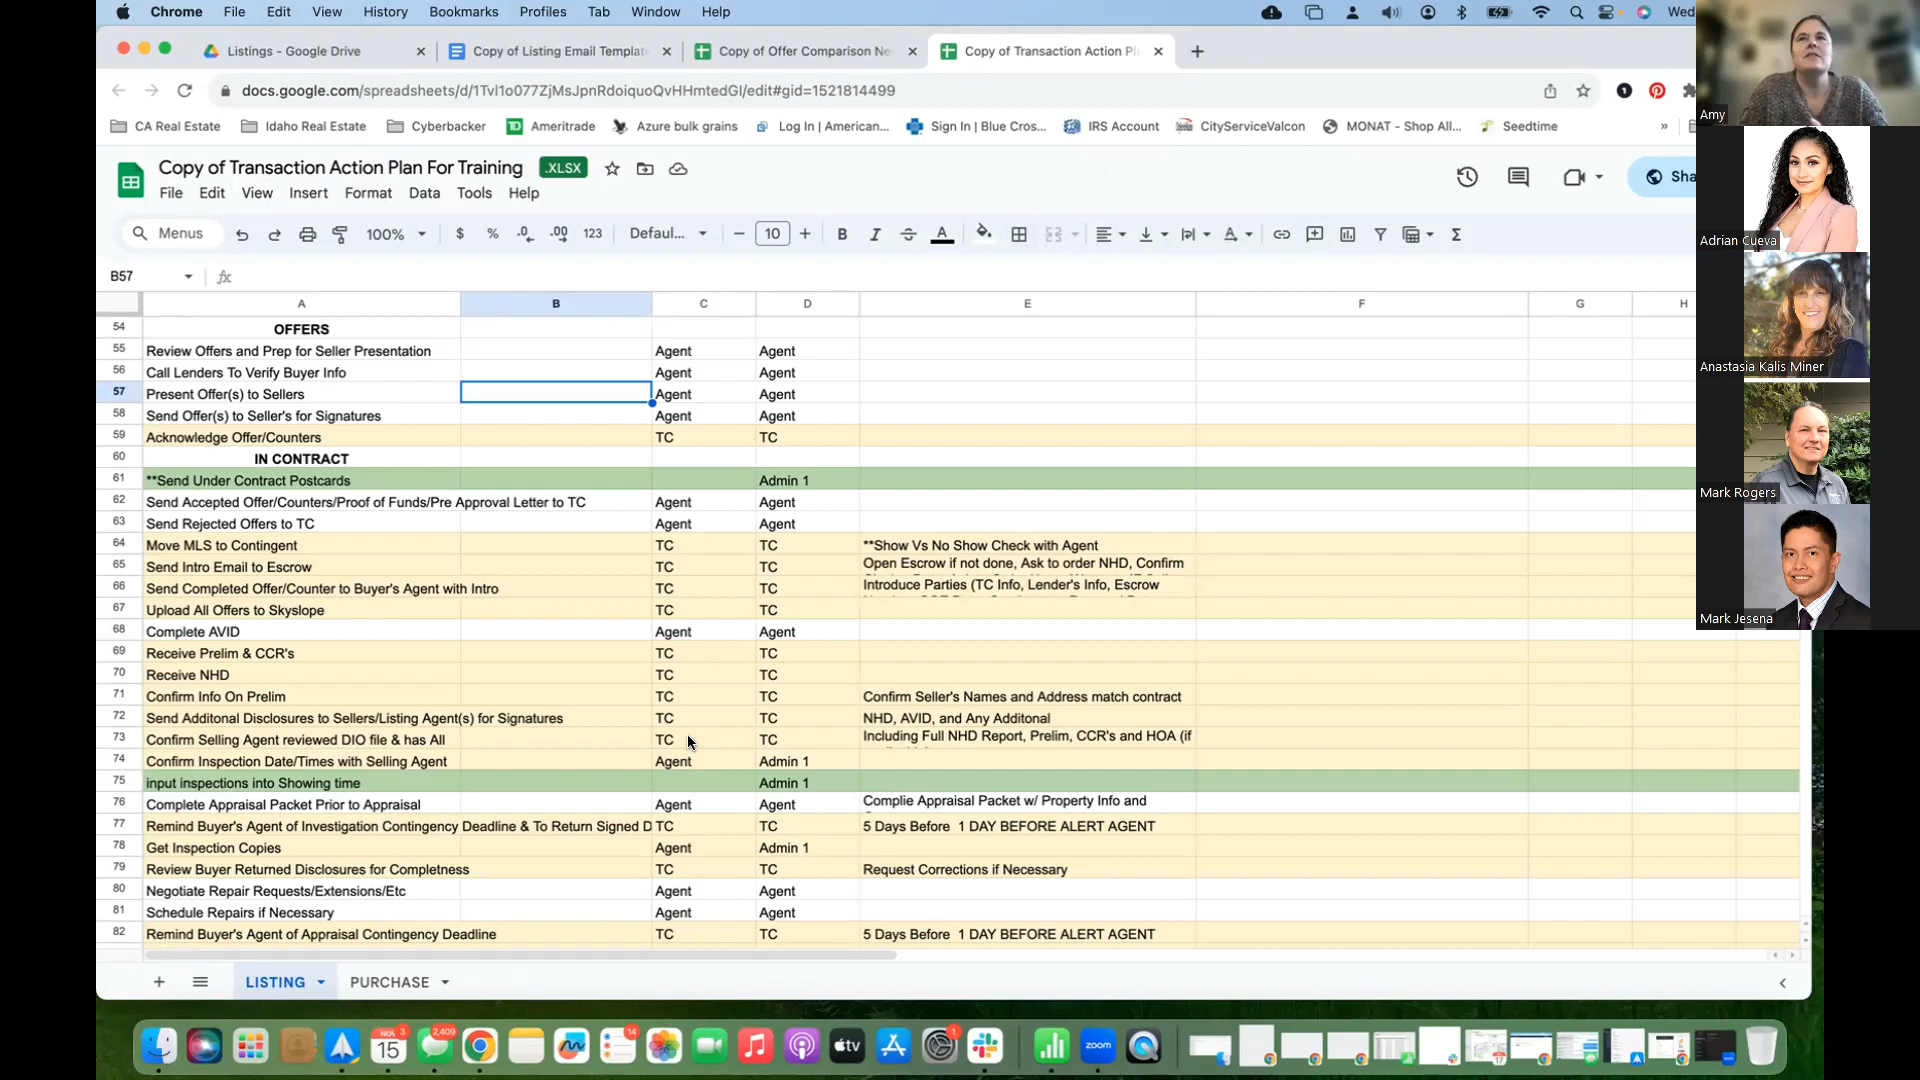 Chrome File Edit View History Bookmarks Profiles Tab Window Help Wed
Listings - Google Drive Copy of Listing Email Templat Copy of Offer Comparison Ne Copy of Transaction Action Pl
docs.google.com/spreadsheets/d/1Tvl1o077ZjMsJpnRdoiquoQvHHmtedGI/edit#gid=1521814499
CA Real Estate Idaho Real Estate Cyberbacker Ameritrade Azure bulk grains Log In | American... Sign In | Blue Cros... IRS Account CityServiceValcon MONAT - Shop All... Seedtime »
Copy of Transaction Action Plan For Training .XLSX
File Edit View Insert Format Data Tools Help
Sha
Menus 100% $ % .0 .00 123 Defaul... − 10 + B I A Σ
B57 fx
A B C D E F G H
54 OFFERS
55 Review Offers and Prep for Seller Presentation Agent Agent
56 Call Lenders To Verify Buyer Info Agent Agent
57 Present Offer(s) to Sellers Agent Agent
58 Send Offer(s) to Seller's for Signatures Agent Agent
59 Acknowledge Offer/Counters TC TC
60 IN CONTRACT
61 **Send Under Contract Postcards Admin 1
62 Send Accepted Offer/Counters/Proof of Funds/Pre Approval Letter to TC Agent Agent
63 Send Rejected Offers to TC Agent Agent
64 Move MLS to Contingent TC TC **Show Vs No Show Check with Agent
65 Send Intro Email to Escrow TC TC Open Escrow if not done, Ask to order NHD, Confirm
66 Send Completed Offer/Counter to Buyer's Agent with Intro TC TC Introduce Parties (TC Info, Lender's Info, Escrow
67 Upload All Offers to Skyslope TC TC
68 Complete AVID Agent Agent
69 Receive Prelim & CCR's TC TC
70 Receive NHD TC TC
71 Confirm Info On Prelim TC TC Confirm Seller's Names and Address match contract
72 Send Additonal Disclosures to Sellers/Listing Agent(s) for Signatures TC TC NHD, AVID, and Any Additonal
73 Confirm Selling Agent reviewed DIO file & has All TC TC Including Full NHD Report, Prelim, CCR's and HOA (if
74 Confirm Inspection Date/Times with Selling Agent Agent Admin 1
75 input inspections into Showing time Admin 1
76 Complete Appraisal Packet Prior to Appraisal Agent Agent Complie Appraisal Packet w/ Property Info and
77 Remind Buyer's Agent of Investigation Contingency Deadline & To Return Signed D TC TC 5 Days Before 1 DAY BEFORE ALERT AGENT
78 Get Inspection Copies Agent Admin 1
79 Review Buyer Returned Disclosures for Completness TC TC Request Corrections if Necessary
80 Negotiate Repair Requests/Extensions/Etc Agent Agent
81 Schedule Repairs if Necessary Agent Agent
82 Remind Buyer's Agent of Appraisal Contingency Deadline TC TC 5 Days Before 1 DAY BEFORE ALERT AGENT
LISTING PURCHASE
Amy
Adrian Cueva
Anastasia Kalis Miner
Mark Rogers
Mark Jesena
NOV 3
15
2,409
14
tv
1
zoom
17